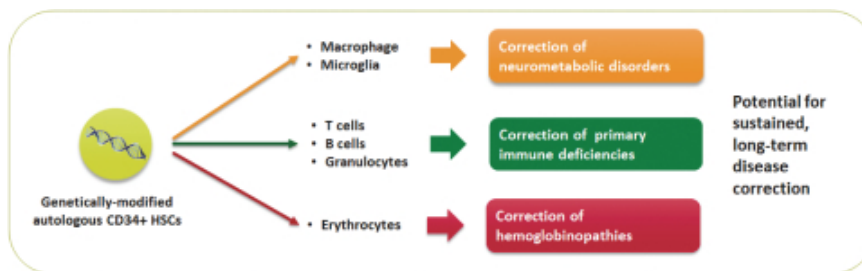 • Macrophage
• Microglia
Correction of
neurometabolic disorders
Genetically-modified
autologous CD34+ HSCs
• T cells
• B cells
• Granulocytes
Correction of primary
immune deficiencies
• Erythrocytes
Correction of
hemoglobinopathies
Potential for
sustained,
long-term
disease
correction